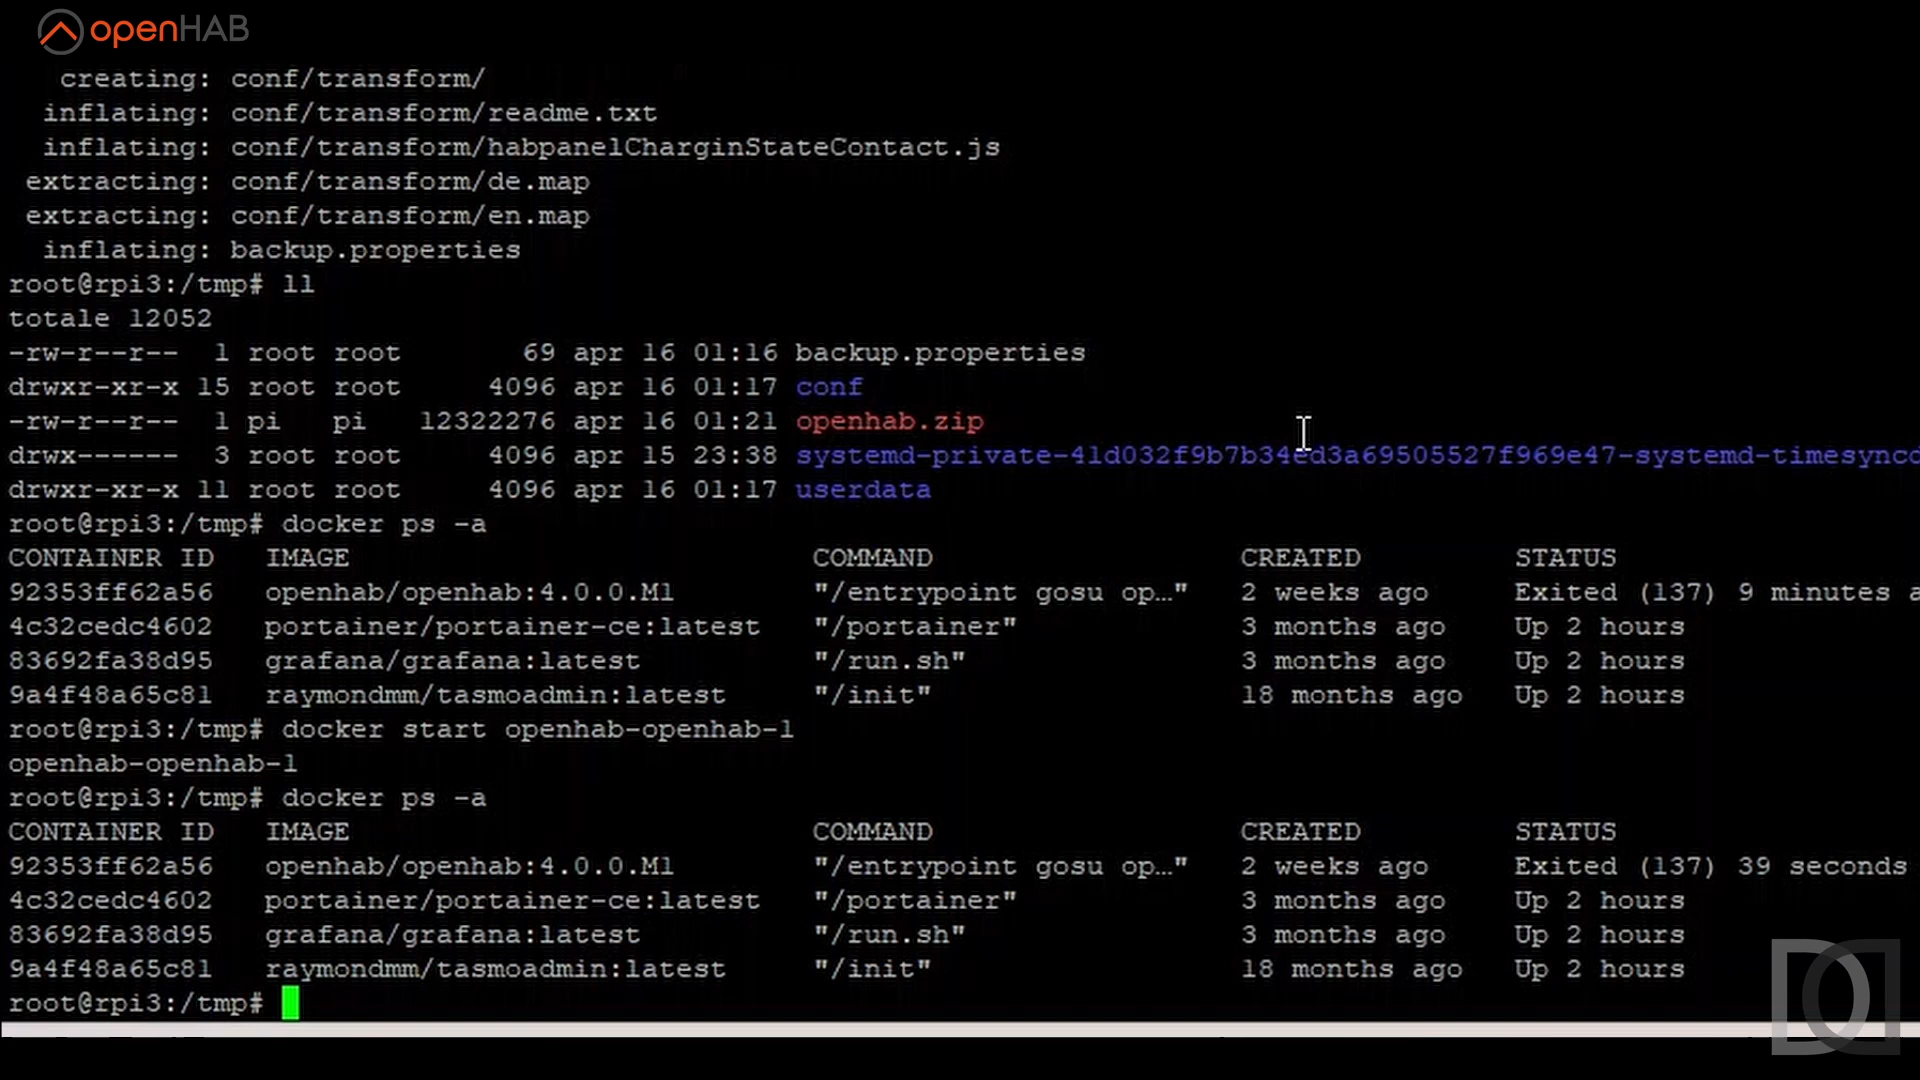 openHAB
creating: conf/transform/
inflating: conf/transform/readme.txt
inflating: conf/transform/habpanelCharginStateContact.js
extracting: conf/transform/de.map
extracting: conf/transform/en.map
inflating: backup.properties
root@rpi3:/tmp# ll
totale 12052
-rw-r--r-- 1 root root 69 apr 16 01:16 backup.properties
drwxr-xr-x 15 root root 4096 apr 16 01:17 conf
-rw-r--r-- 1 pi pi 12322276 apr 16 01:21 openhab.zip
drwx------ 3 root root 4096 apr 15 23:38 systemd-private-41d032f9b7b34ed3a69505527f969e47-systemd-timesync
drwxr-xr-x 11 root root 4096 apr 16 01:17 userdata
root@rpi3:/tmp# docker ps -a
CONTAINER ID IMAGE COMMAND CREATED STATUS
92353ff62a56 openhab/openhab:4.0.0.M1 "/entrypoint gosu op…" 2 weeks ago Exited (137) 9 minutes a
4c32cedc4602 portainer/portainer-ce:latest "/portainer" 3 months ago Up 2 hours
83692fa38d95 grafana/grafana:latest "/run.sh" 3 months ago Up 2 hours
9a4f48a65c81 raymondmm/tasmoadmin:latest "/init" 18 months ago Up 2 hours
root@rpi3:/tmp# docker start openhab-openhab-1
openhab-openhab-1
root@rpi3:/tmp# docker ps -a
CONTAINER ID IMAGE COMMAND CREATED STATUS
92353ff62a56 openhab/openhab:4.0.0.M1 "/entrypoint gosu op…" 2 weeks ago Exited (137) 39 seconds
4c32cedc4602 portainer/portainer-ce:latest "/portainer" 3 months ago Up 2 hours
83692fa38d95 grafana/grafana:latest "/run.sh" 3 months ago Up 2 hours
9a4f48a65c81 raymondmm/tasmoadmin:latest "/init" 18 months ago Up 2 hours
root@rpi3:/tmp#